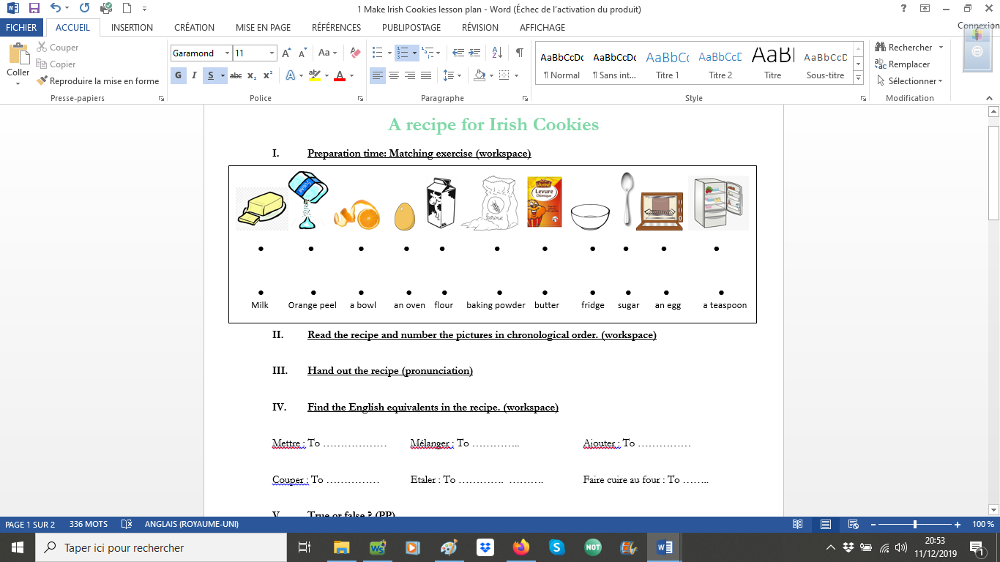 1 Make Irish Cookies lesson plan - Word (Échec de l'activation du produit)
FICHIER ACCUEIL INSERTION CRÉATION MISE EN PAGE RÉFÉRENCES PUBLIPOSTAGE RÉVISION AFFICHAGE Connexion
Coller
Couper
Copier
Reproduire la mise en forme
Presse-papiers
Garamond 11
G I S abc x₂ x²
Police
Paragraphe
AaBbCcDc AaBbCcDc AaBbCc AaBbCcD AaBl AaBbCcD
¶ Normal ¶ Sans int... Titre 1 Titre 2 Titre Sous-titre
Style
Rechercher
Remplacer
Sélectionner
Modification
A recipe for Irish Cookies
I. Preparation time: Matching exercise (workspace)
SUGAR
Levure
Chimique
farine
Milk Orange peel a bowl an oven flour baking powder butter fridge sugar an egg a teaspoon
II. Read the recipe and number the pictures in chronological order. (workspace)
III. Hand out the recipe (pronunciation)
IV. Find the English equivalents in the recipe. (workspace)
Mettre : To ……………… Mélanger : To ………….. Ajouter : To ……………
Couper : To …………… Etaler : To …………. ………. Faire cuire au four : To ……..
V. True or false ? (PP)
PAGE 1 SUR 2 336 MOTS ANGLAIS (ROYAUME-UNI) 100 %
Taper ici pour rechercher
NOT
20:53
11/12/2019
1